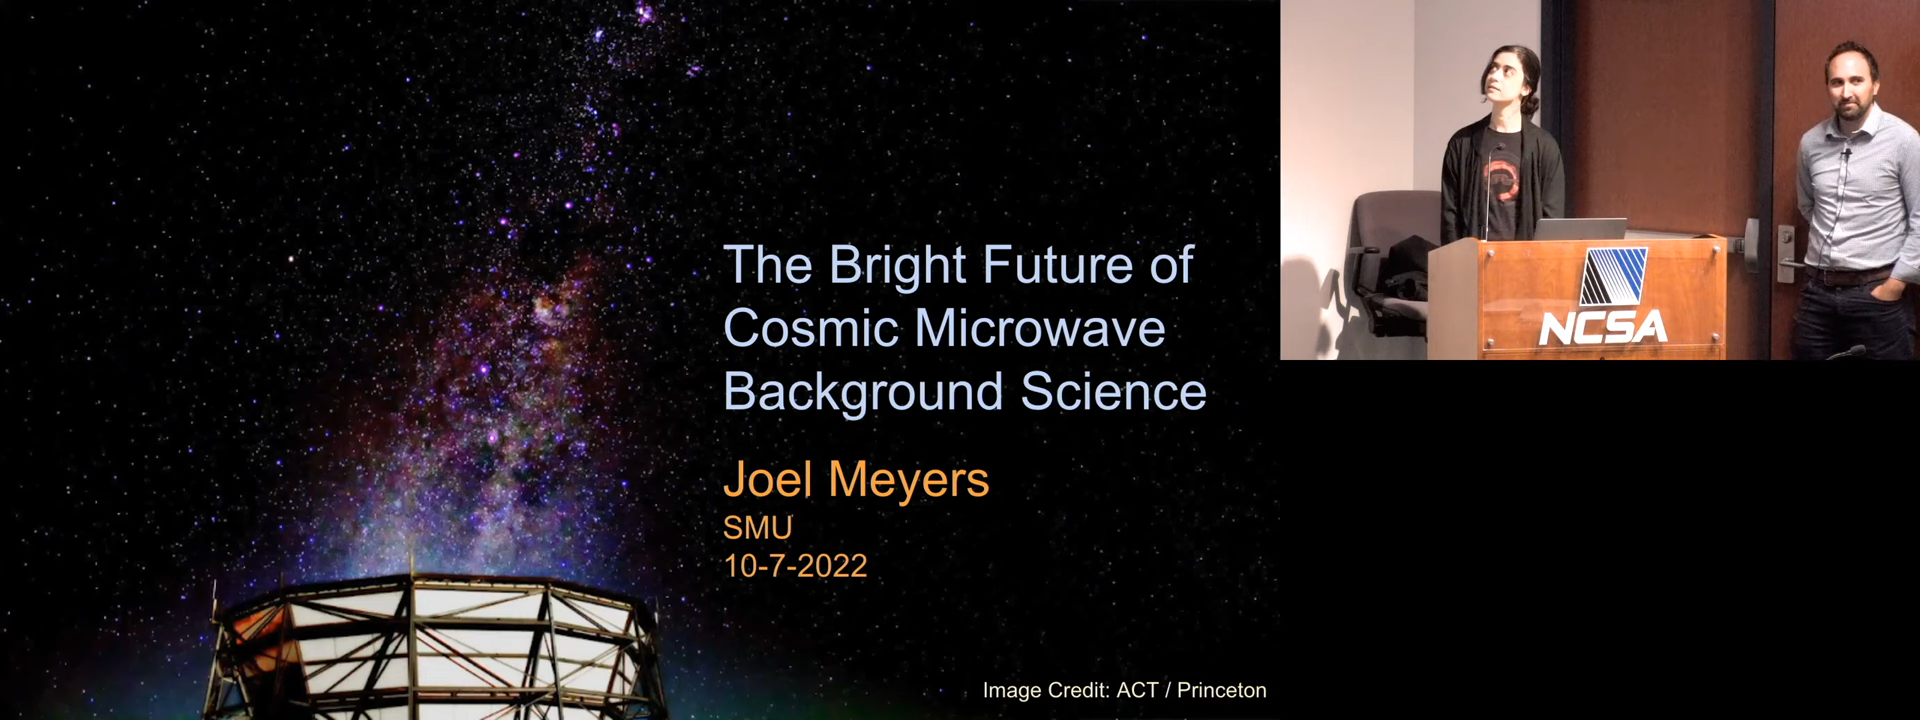 The Bright Future of
Cosmic Microwave
Background Science
Joel Meyers
SMU
10-7-2022
Image Credit: ACT / Princeton
NCSA